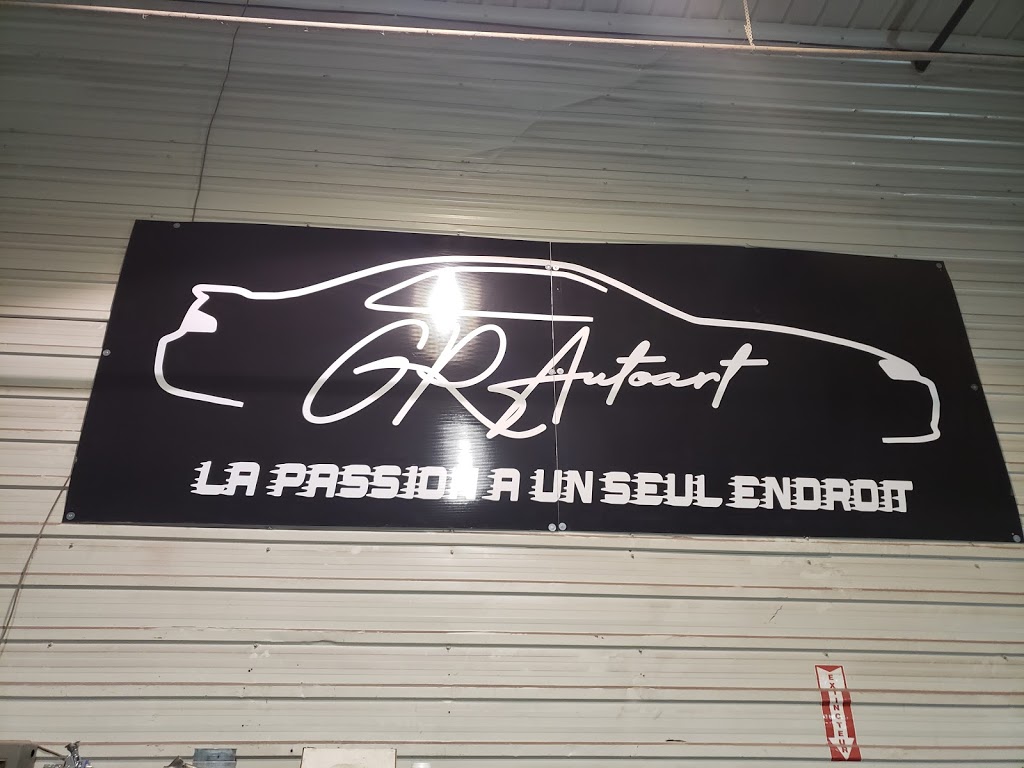 GR Autoart
LA PASSION A UN SEUL ENDROIT
EXTINCTEUR